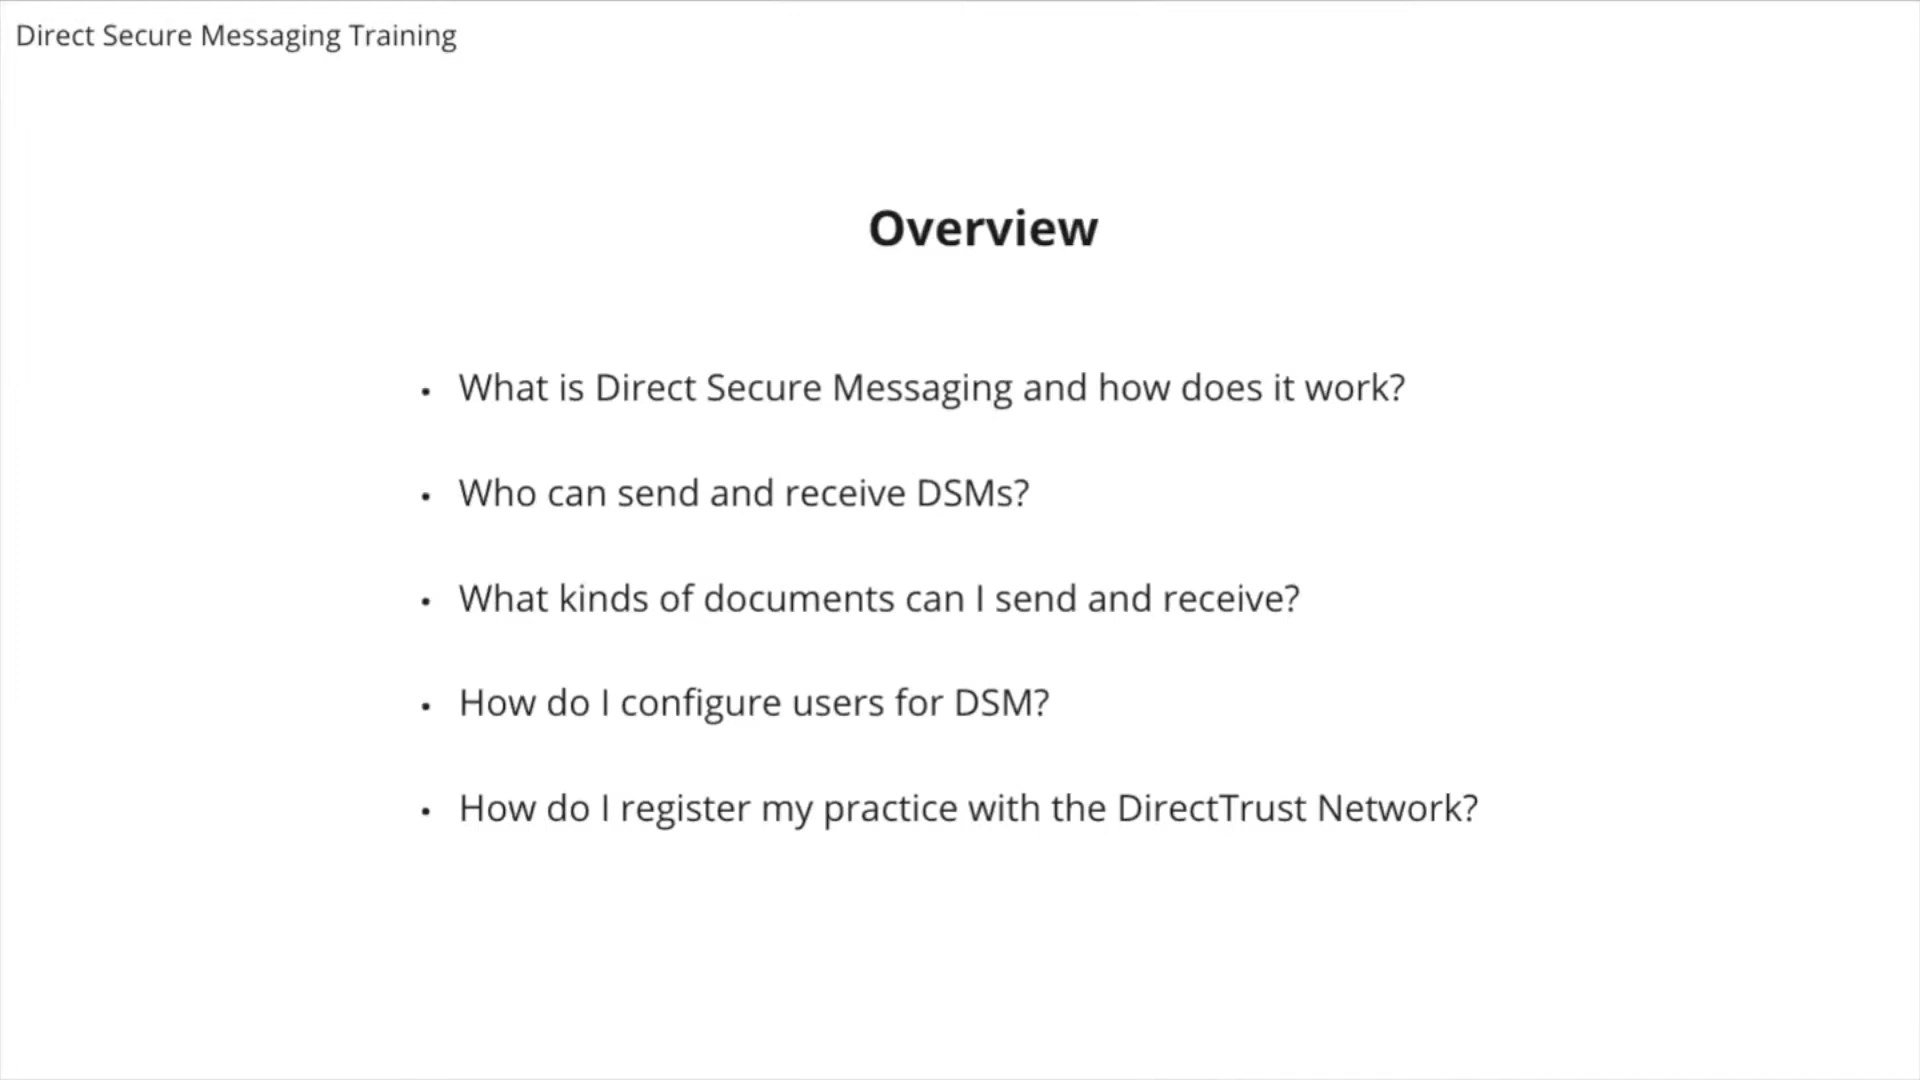 Direct Secure Messaging Training
Overview
• What is Direct Secure Messaging and how does it work?
• Who can send and receive DSMs?
• What kinds of documents can I send and receive?
• How do I configure users for DSM?
• How do I register my practice with the DirectTrust Network?